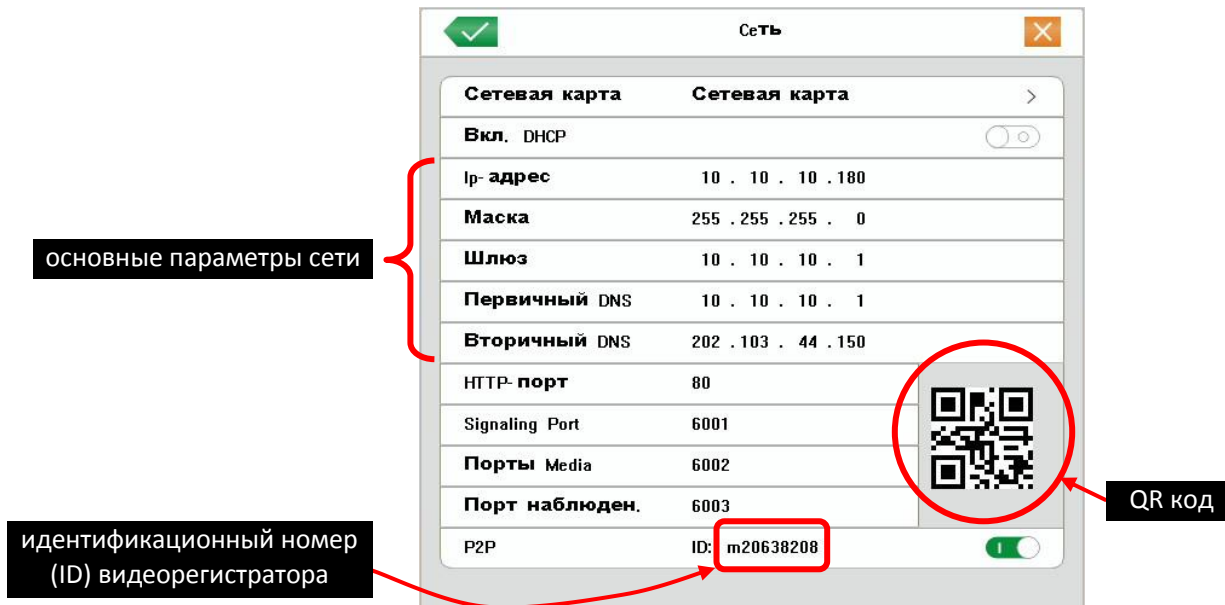 Сеть
Сетевая карта Сетевая карта >
Вкл. DHCP
Ip- адрес 10 . 10 . 10 .180
Маска 255 .255 .255 . 0
основные параметры сети
Шлюз 10 . 10 . 10 . 1
Первичный DNS 10 . 10 . 10 . 1
Вторичный DNS 202 .103 . 44 .150
HTTP- порт 80
Signaling Port 6001
Порты Media 6002
Порт наблюден. 6003
QR код
P2P ID: m20638208
идентификационный номер
(ID) видеорегистратора